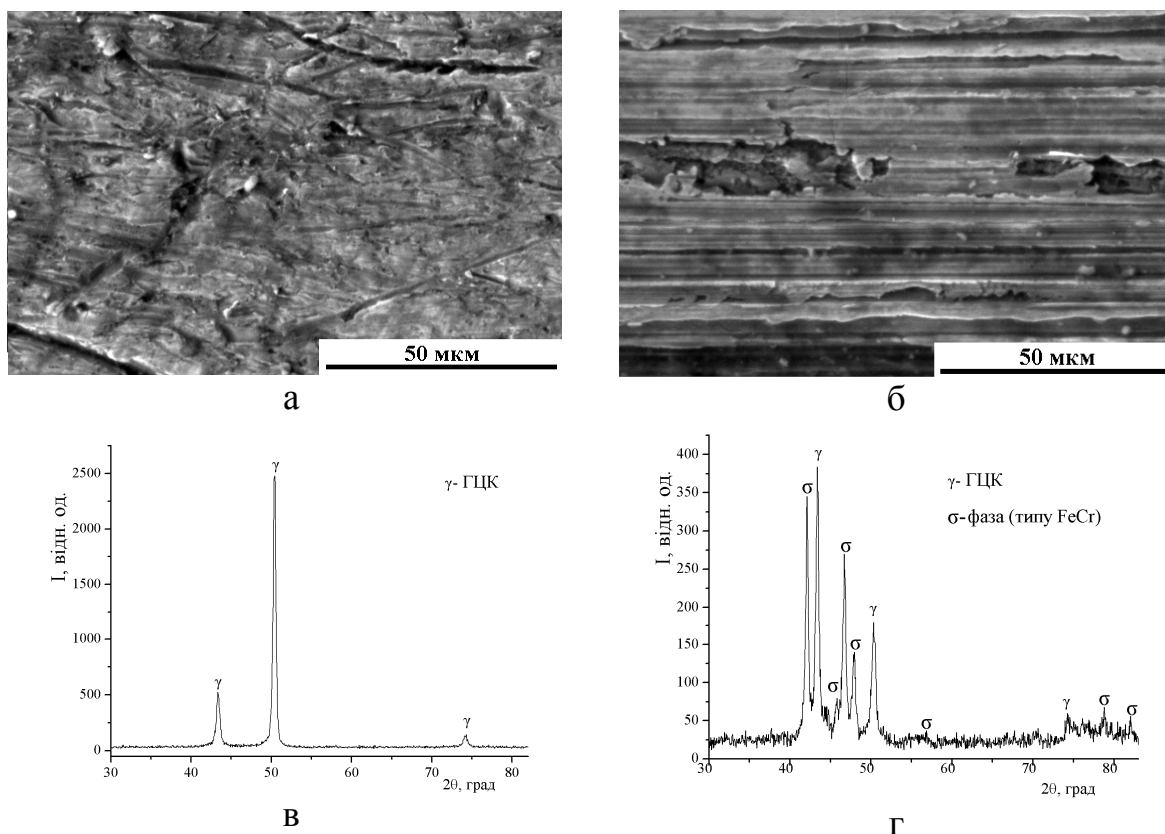 50 мкм
50 мкм
а
б
γ
γ
γ
γ- ГЦК
I, відн. од.
2500
2000
1500
1000
500
0
30
40
50
60
70
80
2θ, град
в
σ
γ
σ
σ
σ
γ
σ
γ
σ
σ
γ- ГЦК
σ-фаза (типу FeCr)
I, відн. од.
400
350
300
250
200
150
100
50
0
30
40
50
60
70
80
2θ, град
г